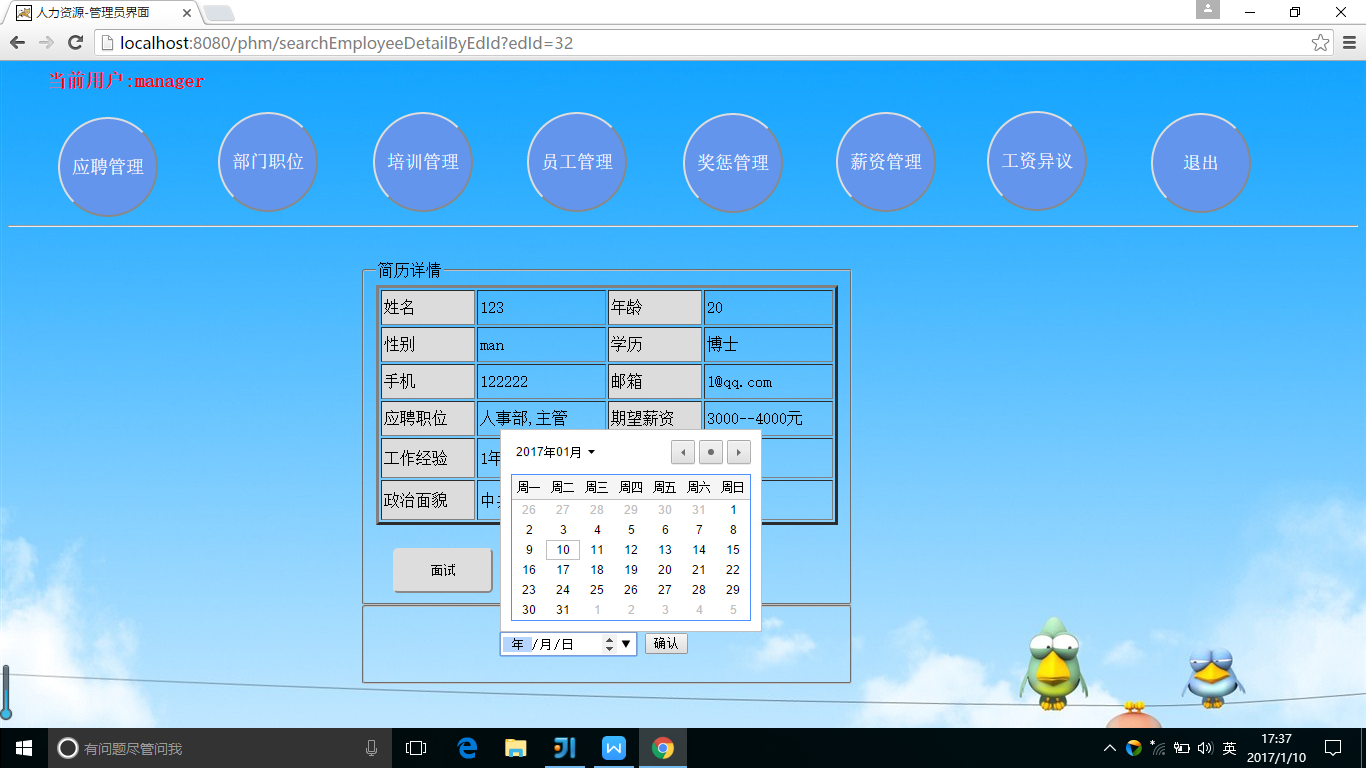 人力资源-管理员界面
localhost:8080/phm/searchEmployeeDetailByEdId?edId=32
当前用户:manager
应聘管理 部门职位 培训管理 员工管理 奖惩管理 薪资管理 工资异议 退出
简历详情
姓名 123 年龄 20
性别 man 学历 博士
手机 122222 邮箱 1@qq.com
应聘职位 人事部,主管 期望薪资 3000--4000元
工作经验 1年
政治面貌 中
2017年01月
周一 周二 周三 周四 周五 周六 周日
26 27 28 29 30 31 1
2 3 4 5 6 7 8
9 10 11 12 13 14 15
16 17 18 19 20 21 22
23 24 25 26 27 28 29
30 31 1 2 3 4 5
面试
年/月/日 确认
有问题尽管问我
英
17:37
2017/1/10